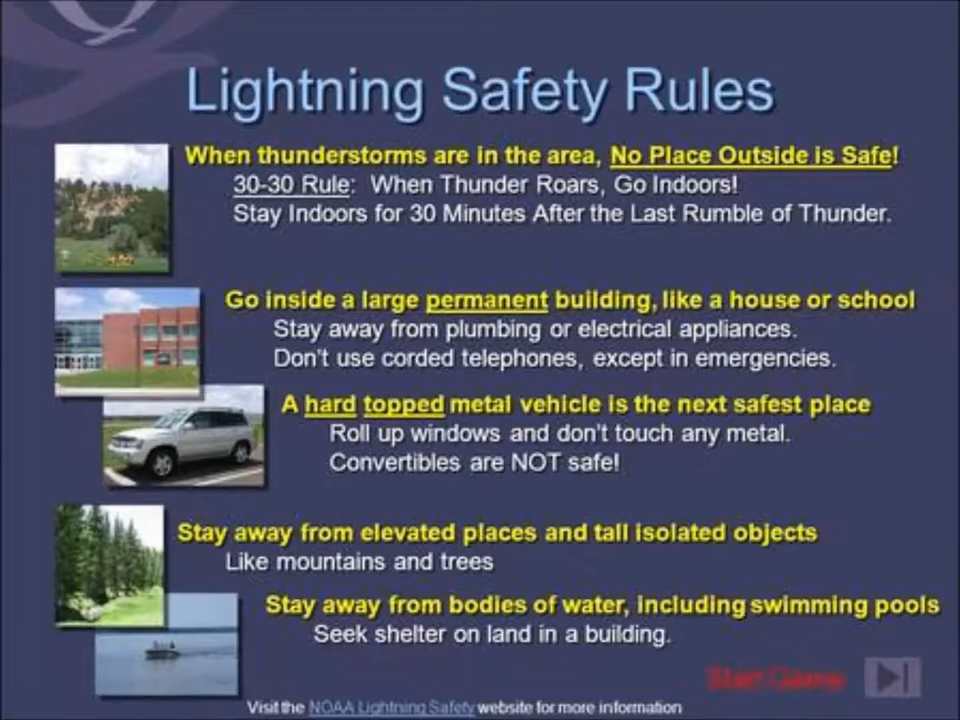 Lightning Safety Rules
When thunderstorms are in the area, No Place Outside is Safe!
30-30 Rule: When Thunder Roars, Go Indoors!
Stay Indoors for 30 Minutes After the Last Rumble of Thunder.
Go inside a large permanent building, like a house or school
Stay away from plumbing or electrical appliances.
Don't use corded telephones, except in emergencies.
A hard topped metal vehicle is the next safest place
Roll up windows and don't touch any metal.
Convertibles are NOT safe!
Stay away from elevated places and tall isolated objects
Like mountains and trees
Stay away from bodies of water, including swimming pools
Seek shelter on land in a building.
Start Game
Visit the NOAA Lightning Safety website for more information